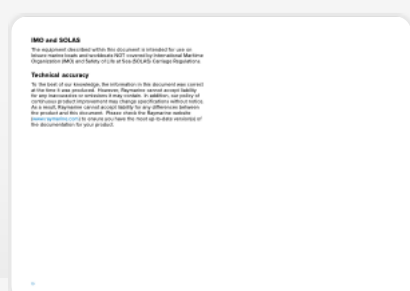 IMO and SOLAS
The equipment described within this document is intended for use on
leisure marine boats and workboats NOT covered by International Maritime
Organization (IMO) and Safety of Life at Sea (SOLAS) Carriage Regulations.
Technical accuracy
To the best of our knowledge, the information in this document was correct
at the time it was produced. However, Raymarine cannot accept liability
for any inaccuracies or omissions it may contain. In addition, our policy of
continuous product improvement may change specifications without notice.
As a result, Raymarine cannot accept liability for any differences between
the product and this document. Please check the Raymarine website
(www.raymarine.com) to ensure you have the most up-to-date version(s) of
the documentation for your product.